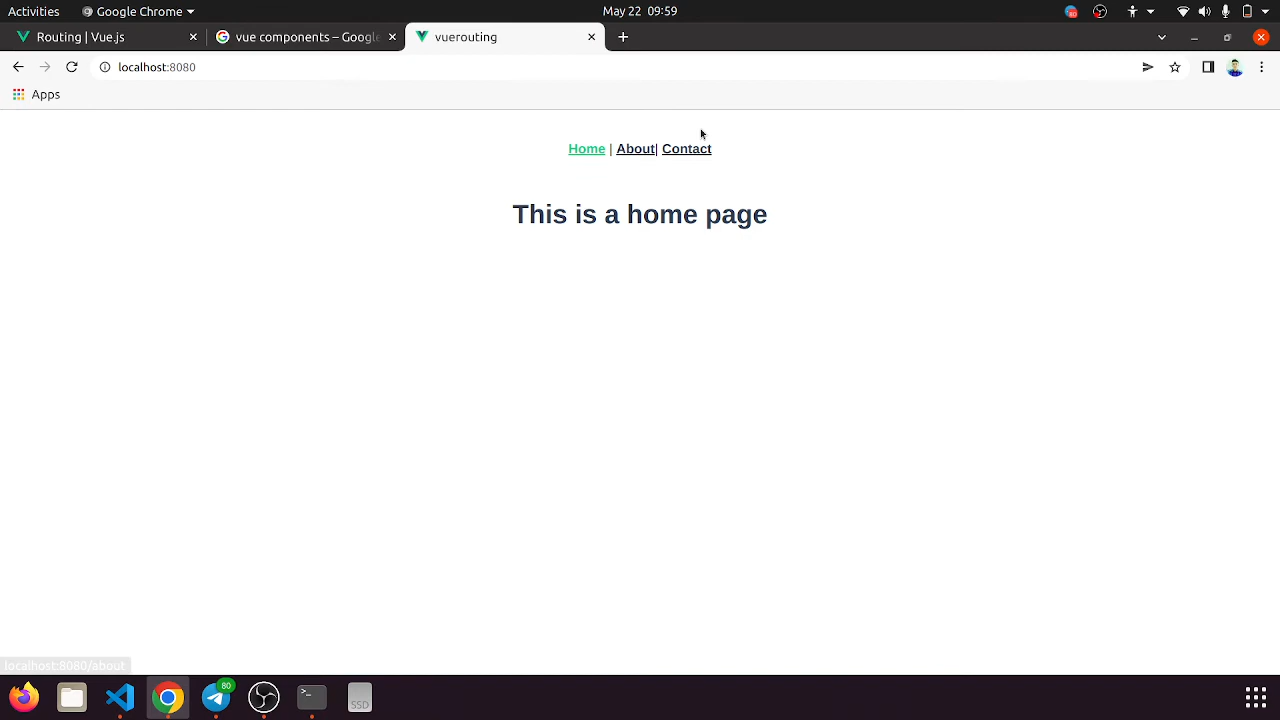 Activities Google Chrome May 22 09:59 80
Routing | Vue.js vue components – Google vuerouting
localhost:8080
Apps
Home | About| Contact
This is a home page
localhost:8080/about
80
>_
SSD